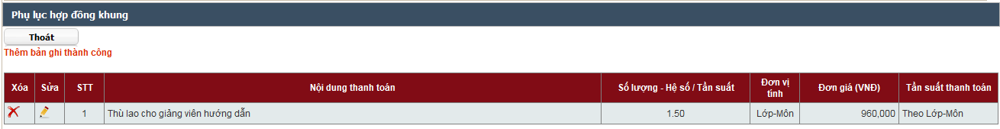 Phụ lục hợp đồng khung
Thoát
Thêm bản ghi thành công
Xóa Sửa STT Nội dung thanh toán Số lượng - Hệ số / Tần suất Đơn vị tính Đơn giá (VNĐ) Tần suất thanh toán
1 Thù lao cho giảng viên hướng dẫn 1.50 Lớp-Môn 960,000 Theo Lớp-Môn